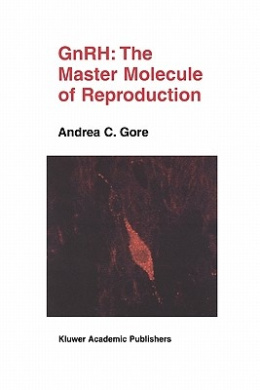 GnRH: The
Master Molecule
of Reproduction
Andrea C. Gore
Kluwer Academic Publishers